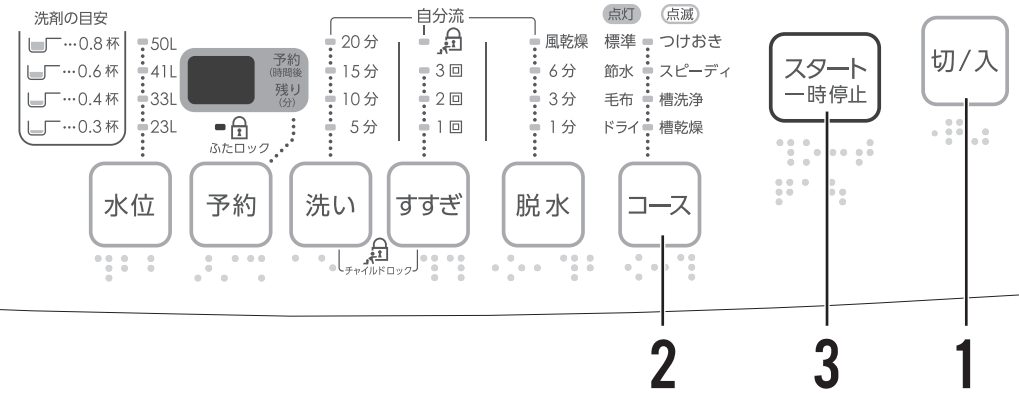 洗剤の目安
…0.8 杯
…0.6 杯
…0.4 杯
…0.3 杯
50L
41L
33L
23L
予約
(時間後)
残り
(分)
ふたロック
自分流
20 分
15 分
10 分
5 分
3 回
2 回
1 回
風乾燥
6 分
3 分
1 分
点灯
点滅
標準
つけおき
節水
スピーディ
毛布
槽洗浄
ドライ
槽乾燥
スタート
一時停止
切/入
水位
予約
洗い
すすぎ
脱水
コース
チャイルドロック
2
3
1